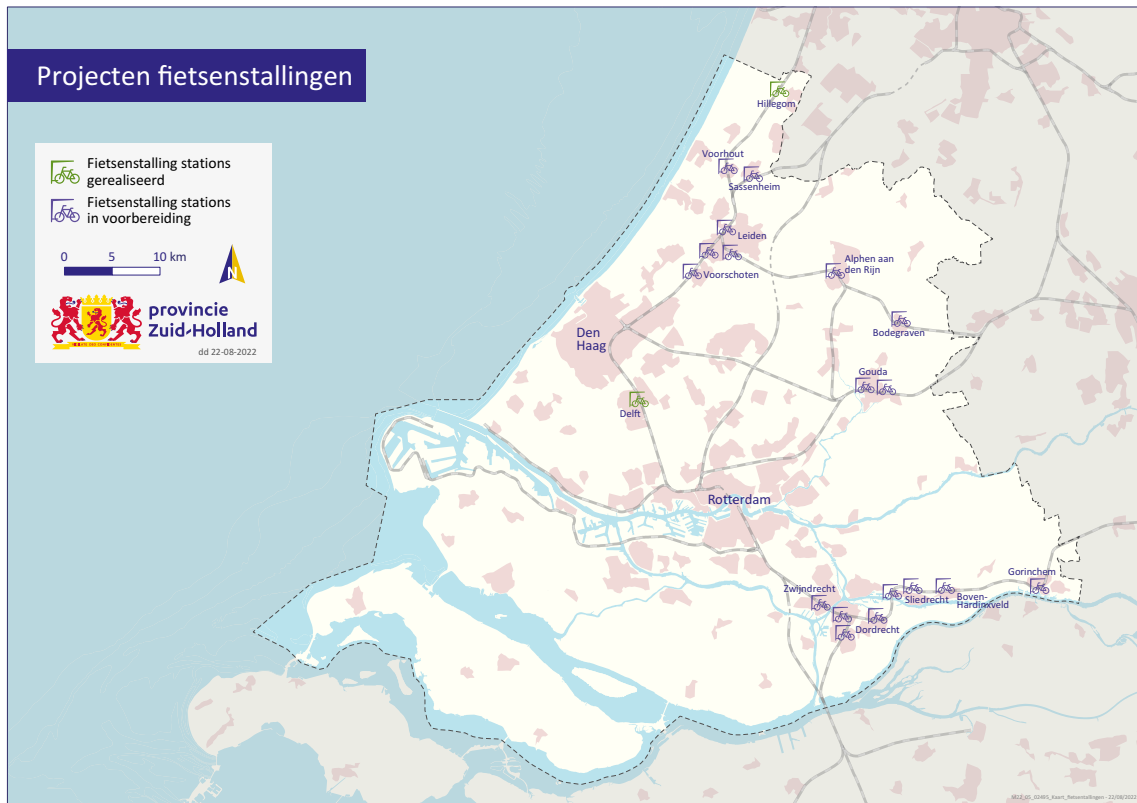 Projecten fietsenstallingen
Fietsenstalling stations
gerealiseerd
Fietsenstalling stations
in voorbereiding
0 5 10 km
N
provincie
Zuid-Holland
dd 22-08-2022
Hillegom
Voorhout
Sassenheim
Leiden
Voorschoten
Alphen aan
den Rijn
Bodegraven
Den
Haag
Gouda
Delft
Rotterdam
Gorinchem
Zwijndrecht
Sliedrecht
Boven-
Hardinxveld
Dordrecht